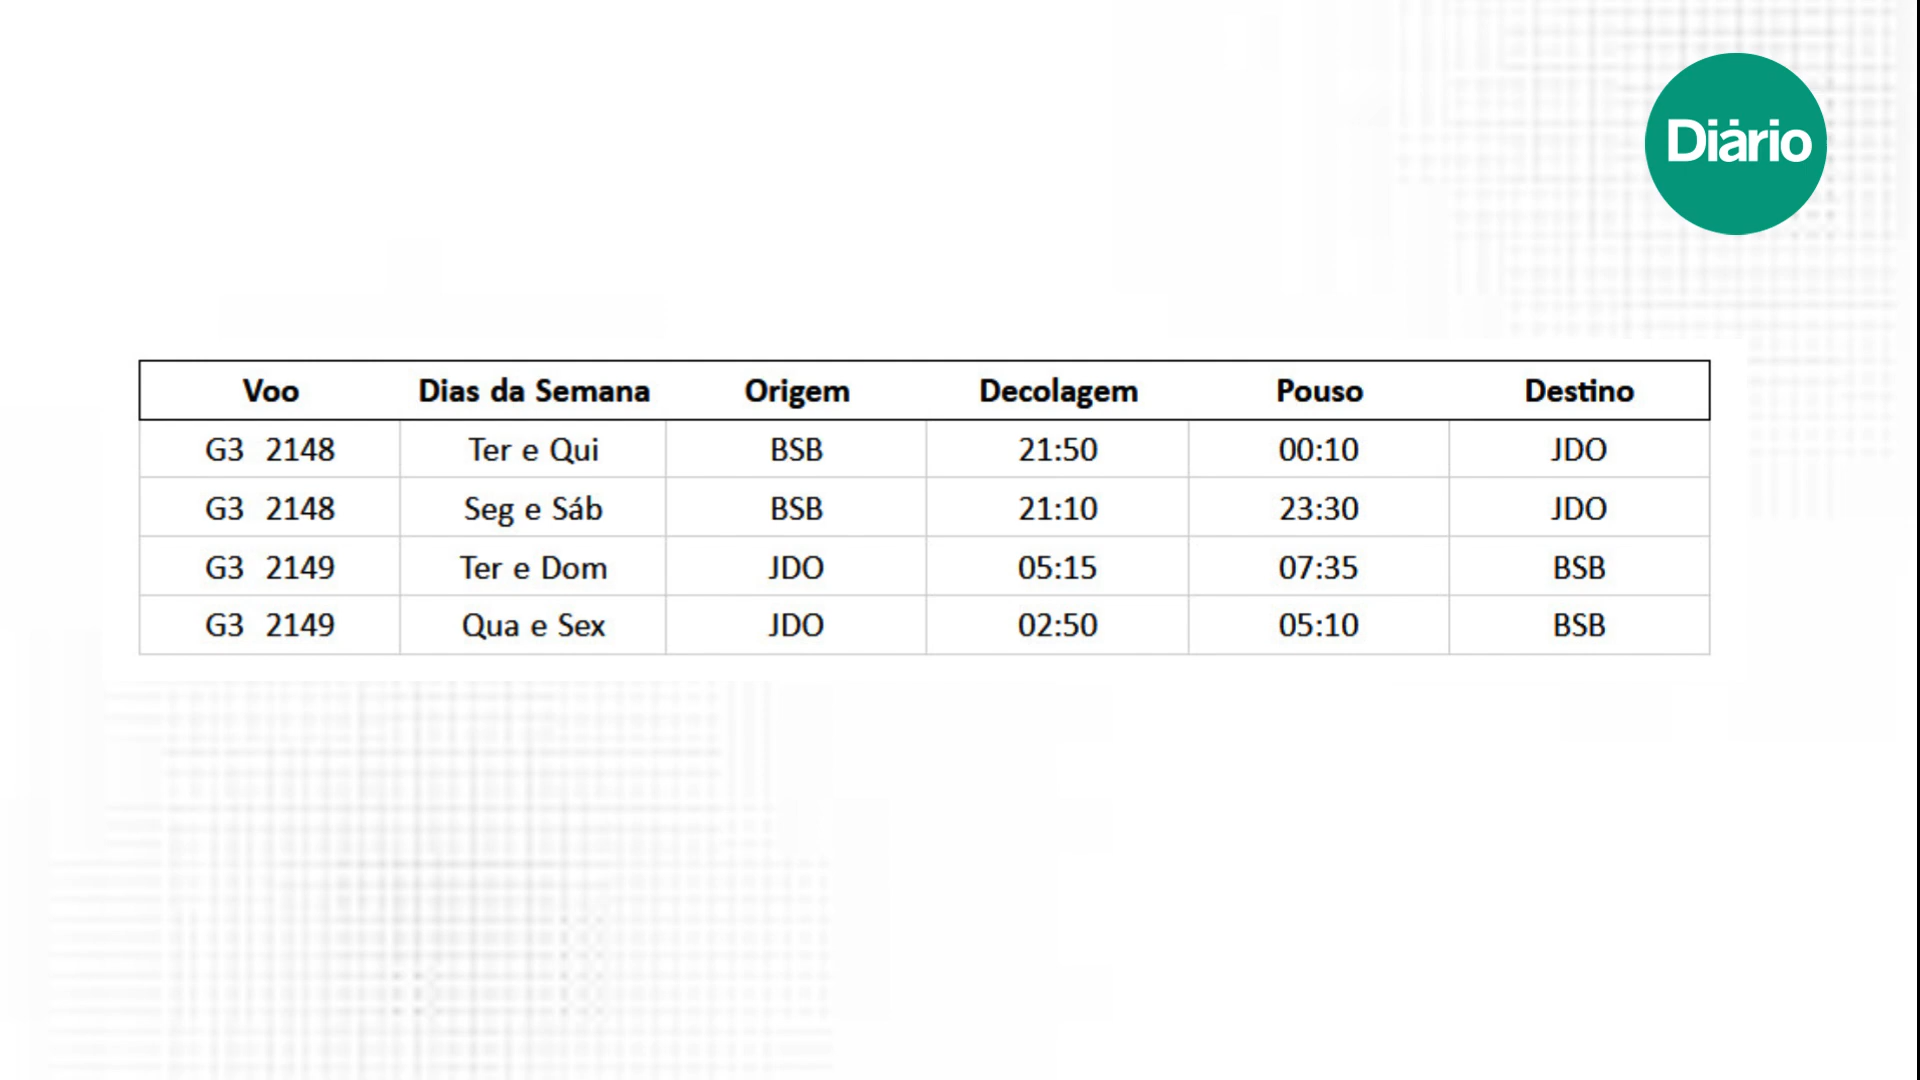 Diário
Voo Dias da Semana Origem Decolagem Pouso Destino
G3 2148 Ter e Qui BSB 21:50 00:10 JDO
G3 2148 Seg e Sáb BSB 21:10 23:30 JDO
G3 2149 Ter e Dom JDO 05:15 07:35 BSB
G3 2149 Qua e Sex JDO 02:50 05:10 BSB